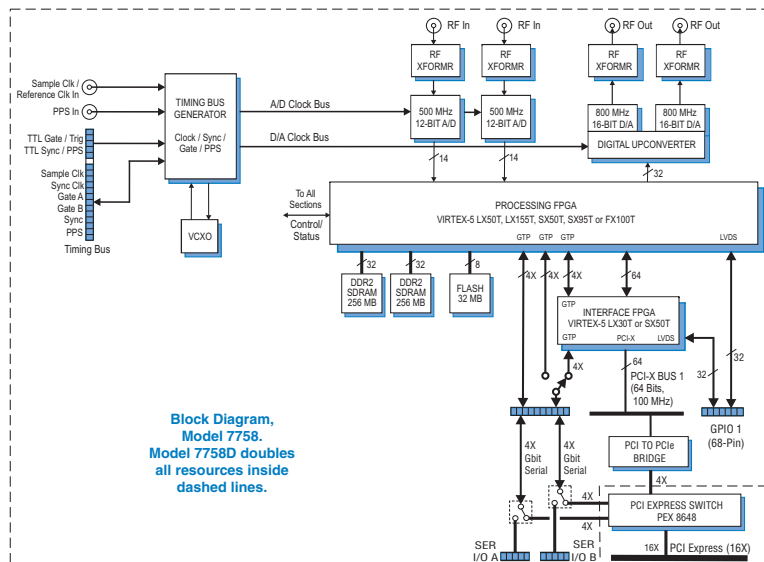 RF In
RF In
RF Out
RF Out
RF
XFORMR
RF
XFORMR
RF
XFORMR
RF
XFORMR
Sample Clk /
Reference Clk In
PPS In
TTL Gate / Trig
TTL Sync / PPS
Sample Clk
Sync Clk
Gate A
Gate B
Sync
PPS
Timing Bus
TIMING BUS
GENERATOR
Clock / Sync /
Gate / PPS
VCXO
A/D Clock Bus
D/A Clock Bus
500 MHz
12-BIT A/D
500 MHz
12-BIT A/D
800 MHz
16-BIT D/A
800 MHz
16-BIT D/A
DIGITAL UPCONVERTER
14
14
32
To All
Sections
Control/
Status
PROCESSING FPGA
VIRTEX-5 LX50T, LX155T, SX50T, SX95T or FX100T
GTP
GTP
GTP
LVDS
32
32
8
4X
4X
4X
64
DDR2
SDRAM
256 MB
DDR2
SDRAM
256 MB
FLASH
32 MB
GTP
INTERFACE FPGA
VIRTEX-5 LX30T or SX50T
GTP
PCI-X
LVDS
4X
64
32
32
PCI-X BUS 1
(64 Bits,
100 MHz)
GPIO 1
(68-Pin)
Block Diagram,
Model 7758.
Model 7758D doubles
all resources inside
dashed lines.
4X
Gbit
Serial
4X
Gbit
Serial
PCI TO PCIe
BRIDGE
4X
4X
4X
PCI EXPRESS SWITCH
PEX 8648
16X
PCI Express (16X)
SER
I/O A
SER
I/O B